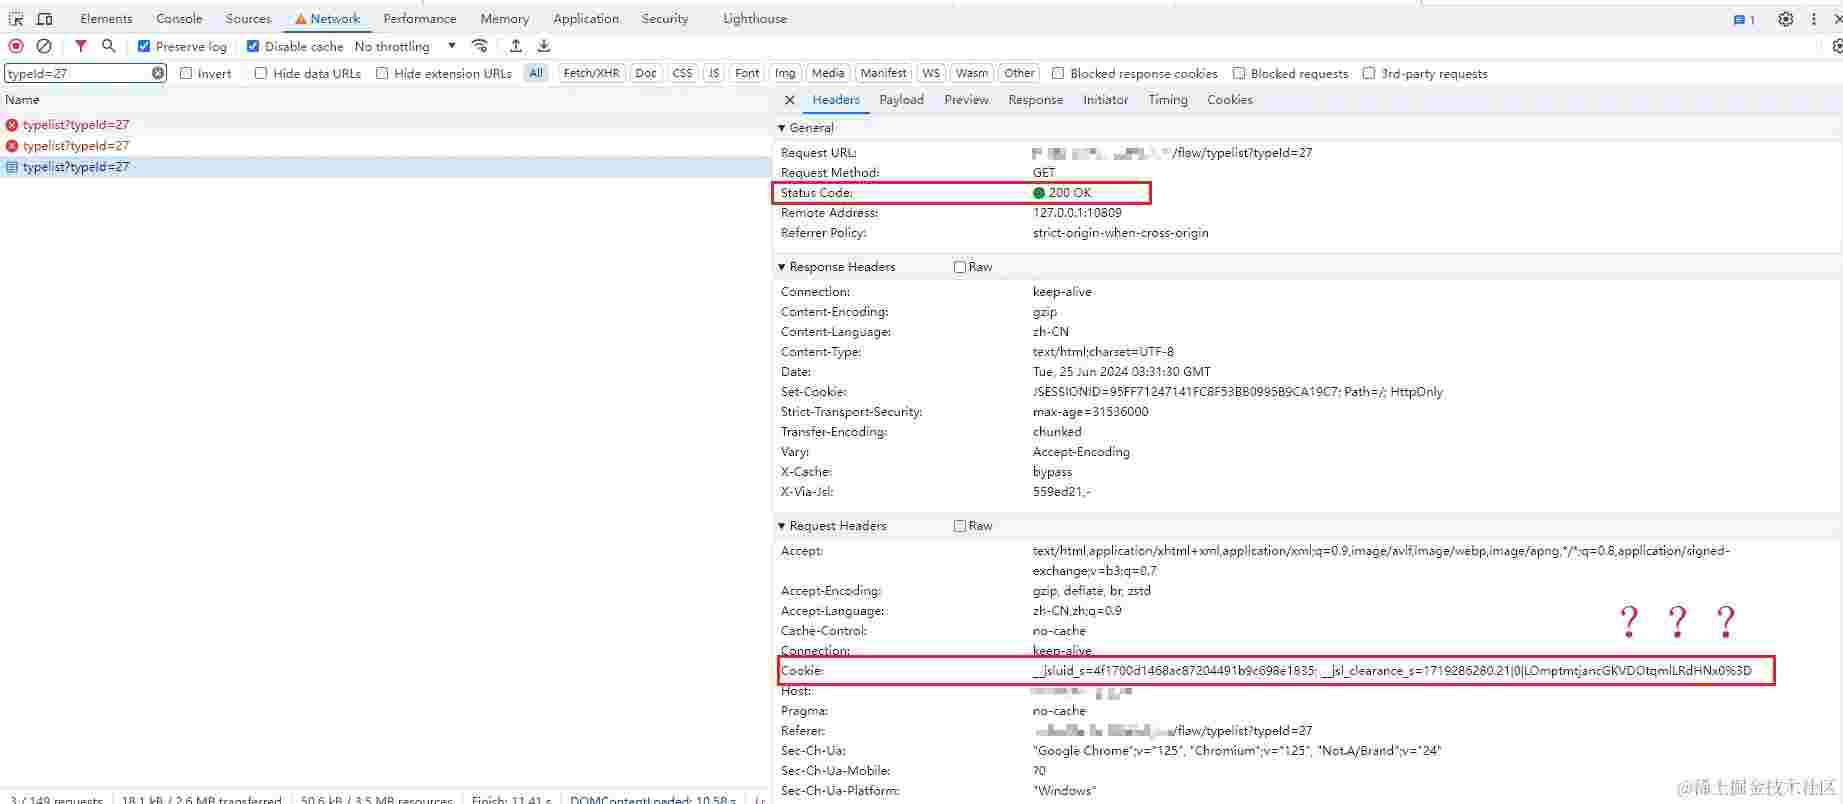 Elements Console Sources Network Performance Memory Application Security Lighthouse 1
Preserve log Disable cache No throttling
typeId=27 Invert Hide data URLs Hide extension URLs All Fetch/XHR Doc CSS JS Font Img Media Manifest WS Wasm Other Blocked response cookies Blocked requests 3rd-party requests
Name
typelist?typeId=27
typelist?typeId=27
typelist?typeId=27
Headers Payload Preview Response Initiator Timing Cookies
General
Request URL: /flaw/typelist?typeId=27
Request Method: GET
Status Code: 200 OK
Remote Address: 127.0.0.1:10809
Referrer Policy: strict-origin-when-cross-origin
Response Headers Raw
Connection: keep-alive
Content-Encoding: gzip
Content-Language: zh-CN
Content-Type: text/html;charset=UTF-8
Date: Tue, 25 Jun 2024 03:31:30 GMT
Set-Cookie: JSESSIONID=95FF71247141FC8F53BB0995B9CA19C7; Path=/; HttpOnly
Strict-Transport-Security: max-age=31536000
Transfer-Encoding: chunked
Vary: Accept-Encoding
X-Cache: bypass
X-Via-Jsl: 559ed21,-
Request Headers Raw
Accept: text/html,application/xhtml+xml,application/xml;q=0.9,image/avif,image/webp,image/apng,*/*;q=0.8,application/signed-
exchange;v=b3;q=0.7
Accept-Encoding: gzip, deflate, br, zstd
Accept-Language: zh-CN,zh;q=0.9
Cache-Control: no-cache
? ? ?
Connection: keep-alive
Cookie: __jsluid_s=4f1700d1468ac87204491b9c698e1835; __jsl_clearance_s=1719286280.21|0|LOmptmtjancGKVDOtqmlLRdHNx0%3D
Host:
Pragma: no-cache
Referer: /flaw/typelist?typeId=27
Sec-Ch-Ua: "Google Chrome";v="125", "Chromium";v="125", "Not.A/Brand";v="24"
Sec-Ch-Ua-Mobile: ?0
Sec-Ch-Ua-Platform: "Windows"
3 / 149 requests 18.1 kB / 2.6 MB transferred 50.6 kB / 3.5 MB resources Finish: 11.41 s DOMContentLoaded: 10.58 s
@稀土掘金技术社区